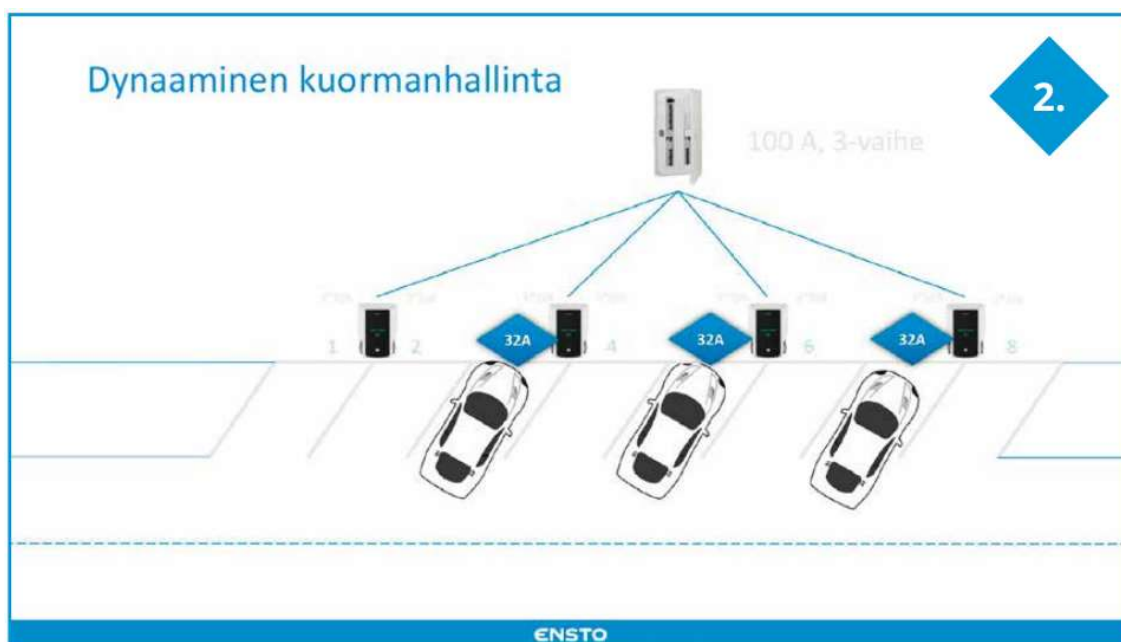 Dynaaminen kuormanhallinta
2.
100 A, 3-vaihe
1 2 32A 4 32A 6 32A 8
ENSTO